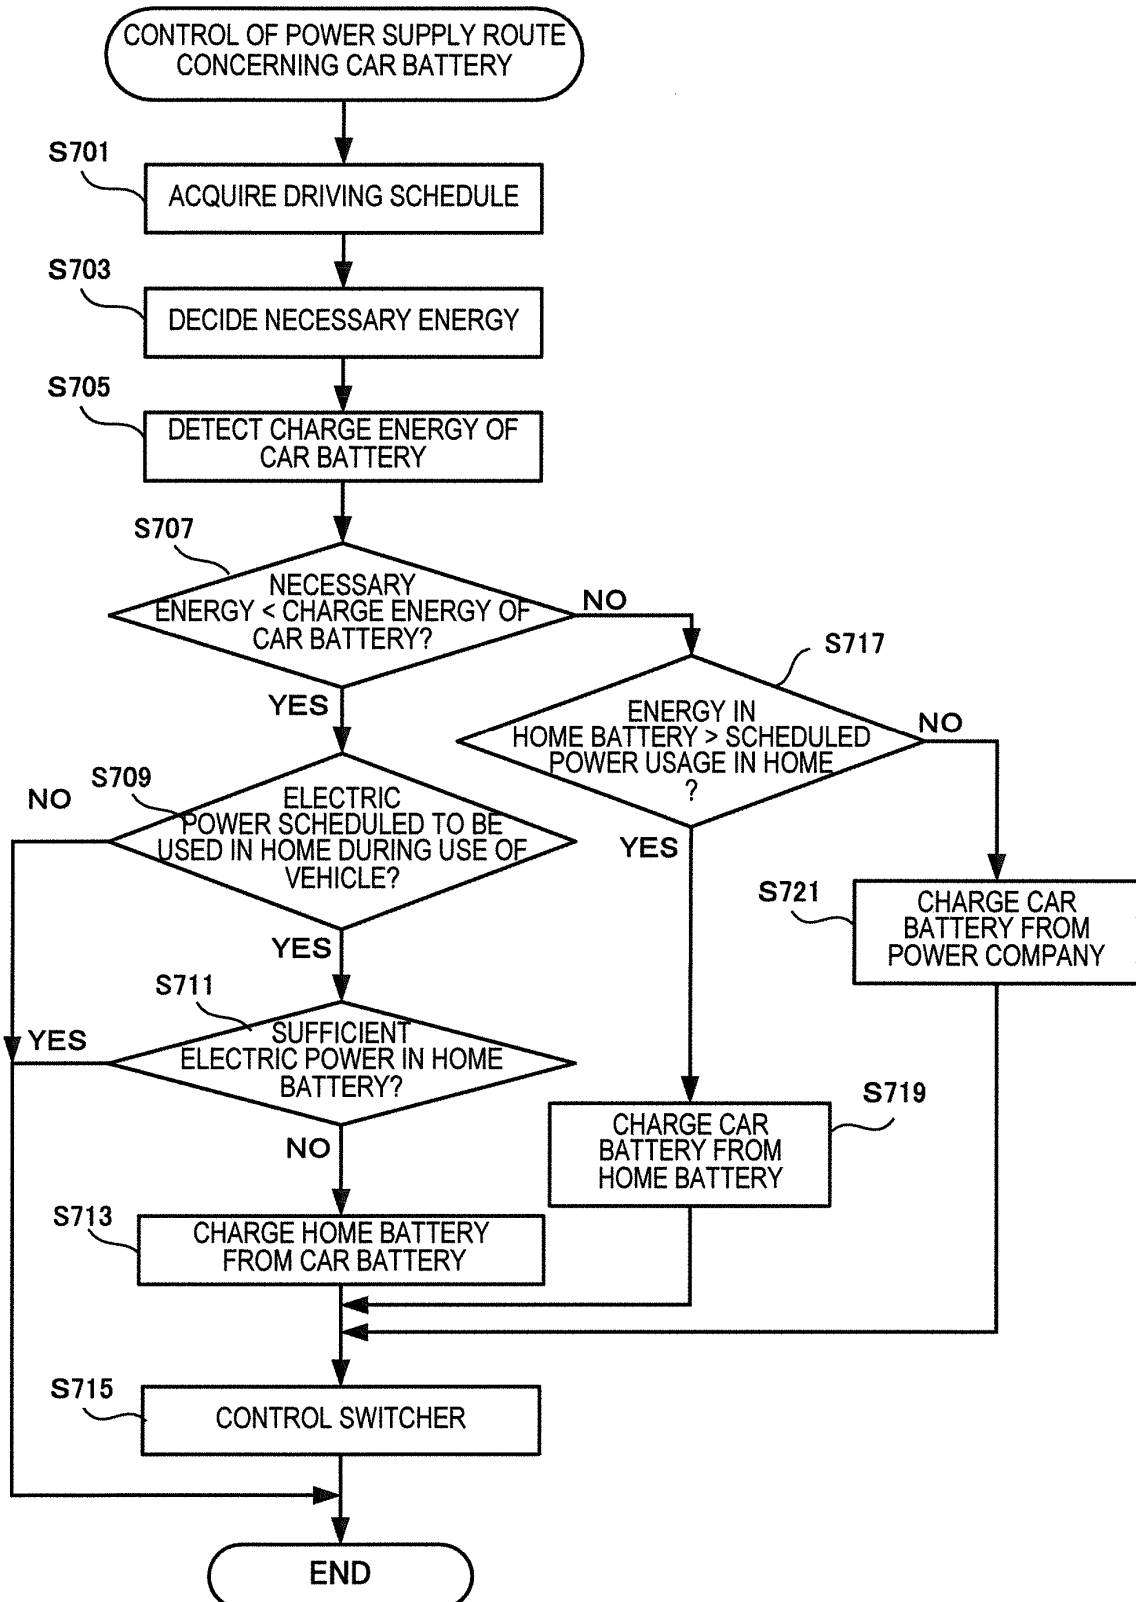 CONTROL OF POWER SUPPLY ROUTE
CONCERNING CAR BATTERY
S701
ACQUIRE DRIVING SCHEDULE
S703
DECIDE NECESSARY ENERGY
S705
DETECT CHARGE ENERGY OF
CAR BATTERY
S707
NECESSARY
ENERGY < CHARGE ENERGY OF
CAR BATTERY?
NO
YES
S717
ENERGY IN
HOME BATTERY > SCHEDULED
POWER USAGE IN HOME
?
NO
YES
S709
NO
ELECTRIC
POWER SCHEDULED TO BE
USED IN HOME DURING USE OF
VEHICLE?
YES
S721
CHARGE CAR
BATTERY FROM
POWER COMPANY
S711
YES
SUFFICIENT
ELECTRIC POWER IN HOME
BATTERY?
NO
S719
CHARGE CAR
BATTERY FROM
HOME BATTERY
S713
CHARGE HOME BATTERY
FROM CAR BATTERY
S715
CONTROL SWITCHER
END